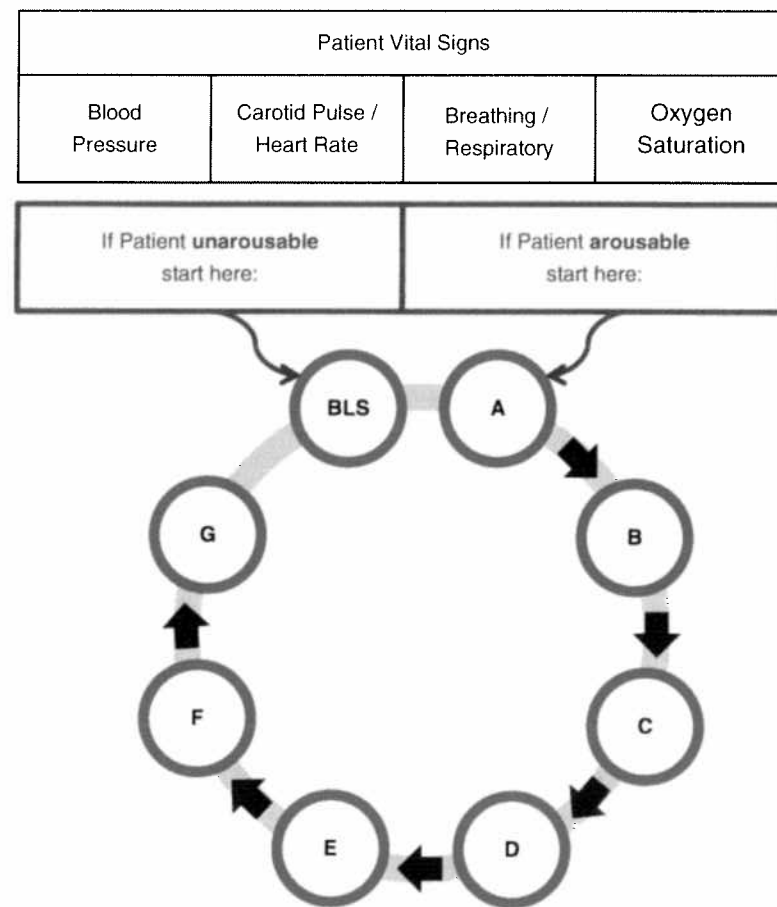 Patient Vital Signs
Blood
Pressure
Carotid Pulse /
Heart Rate
Breathing /
Respiratory
Oxygen
Saturation
If Patient unarousable
start here:
If Patient arousable
start here:
BLS
A
G
B
F
C
E
D